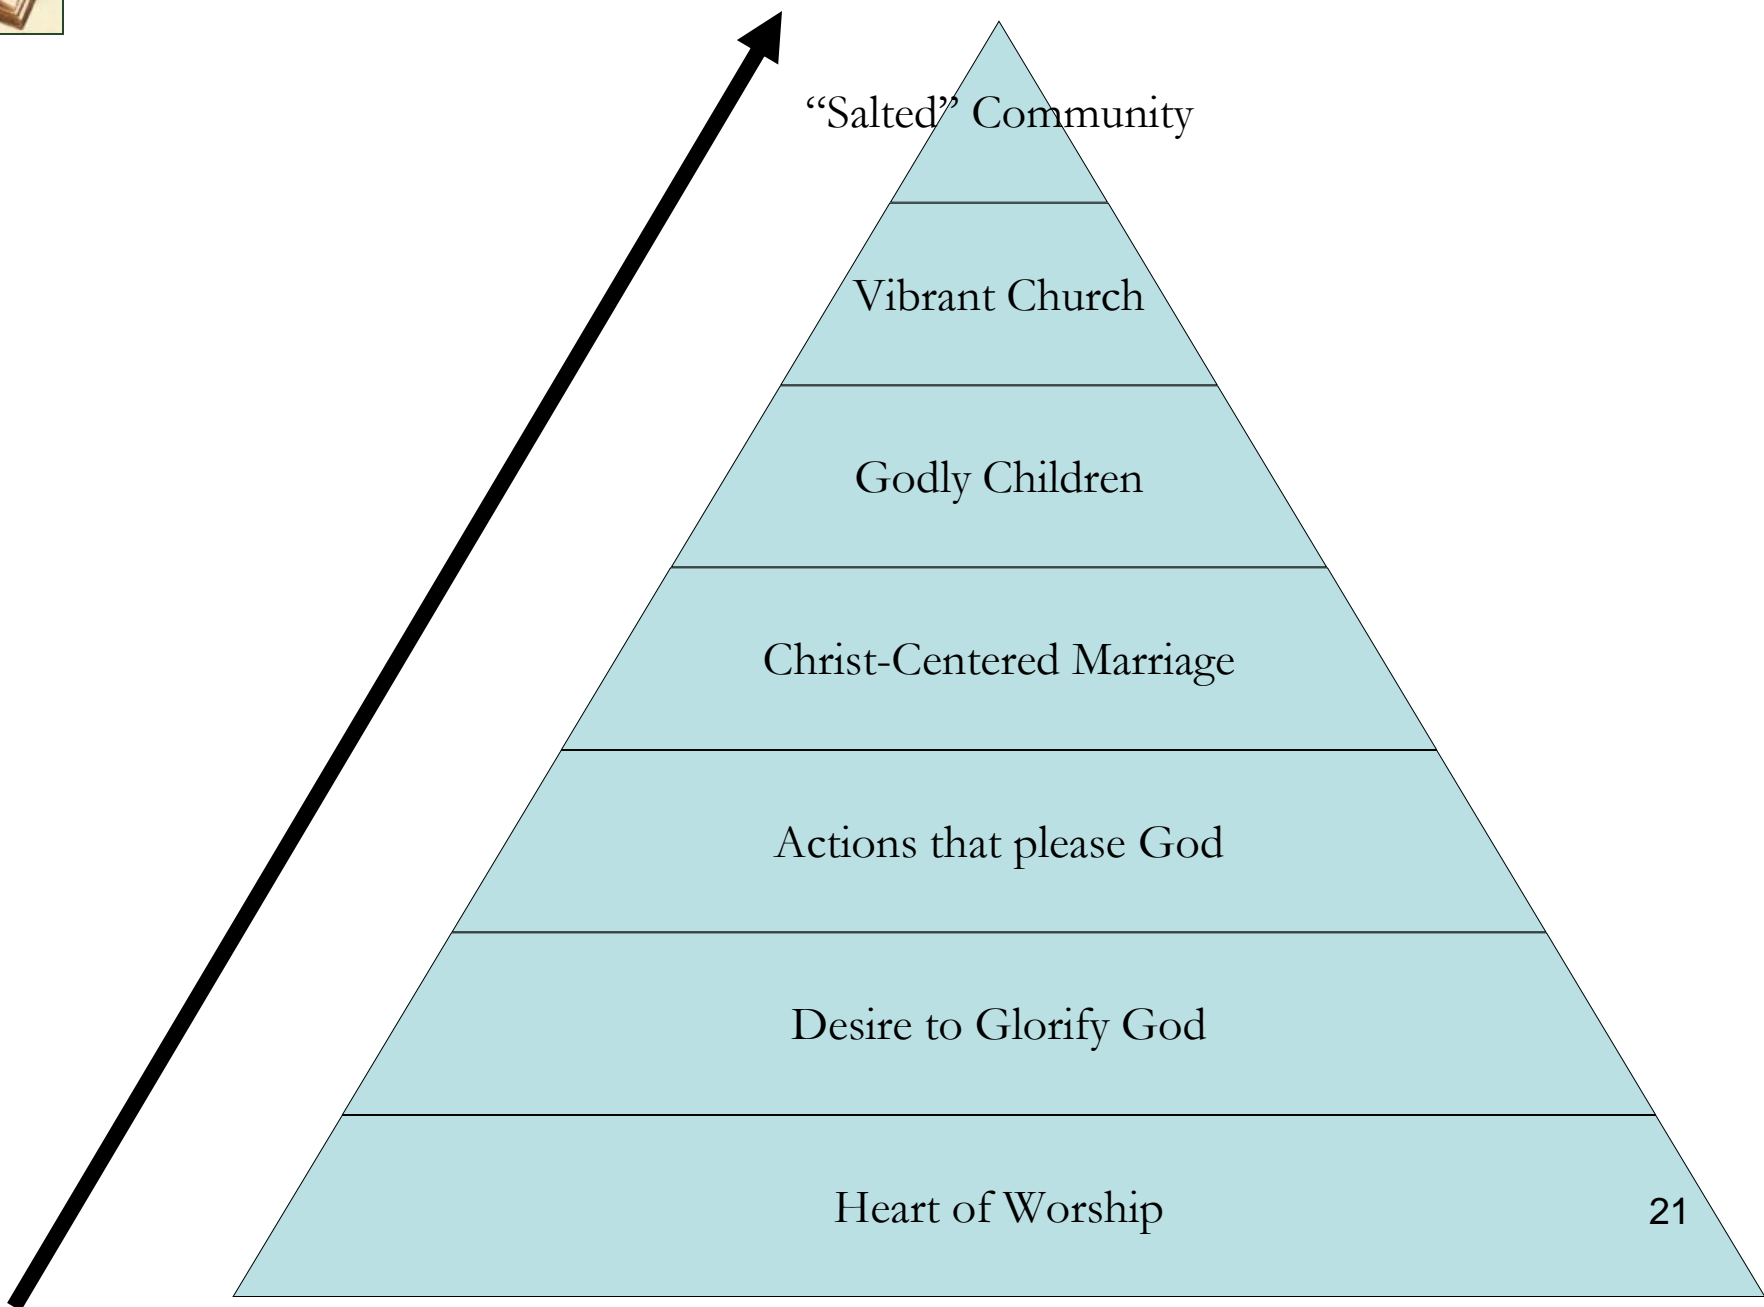 “Salted” Community
Vibrant Church
Godly Children
Christ-Centered Marriage
Actions that please God
Desire to Glorify God
Heart of Worship
21